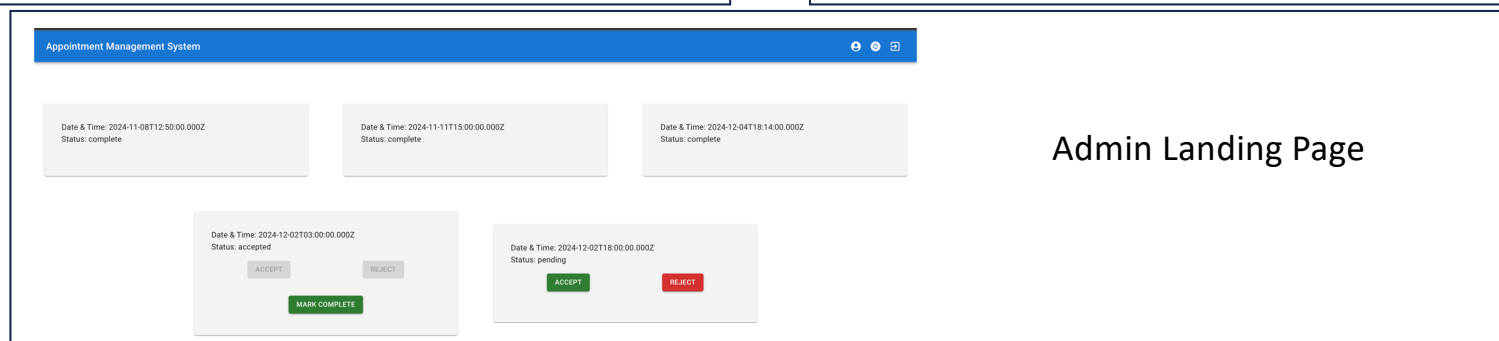 Appointment Management System
Date & Time: 2024-11-08T12:50:00.000Z
Status: complete
Date & Time: 2024-11-11T15:00:00.000Z
Status: complete
Date & Time: 2024-12-04T18:14:00.000Z
Status: complete
Admin Landing Page
Date & Time: 2024-12-02T03:00:00.000Z
Status: accepted
ACCEPT
REJECT
MARK COMPLETE
Date & Time: 2024-12-02T18:00:00.000Z
Status: pending
ACCEPT
REJECT